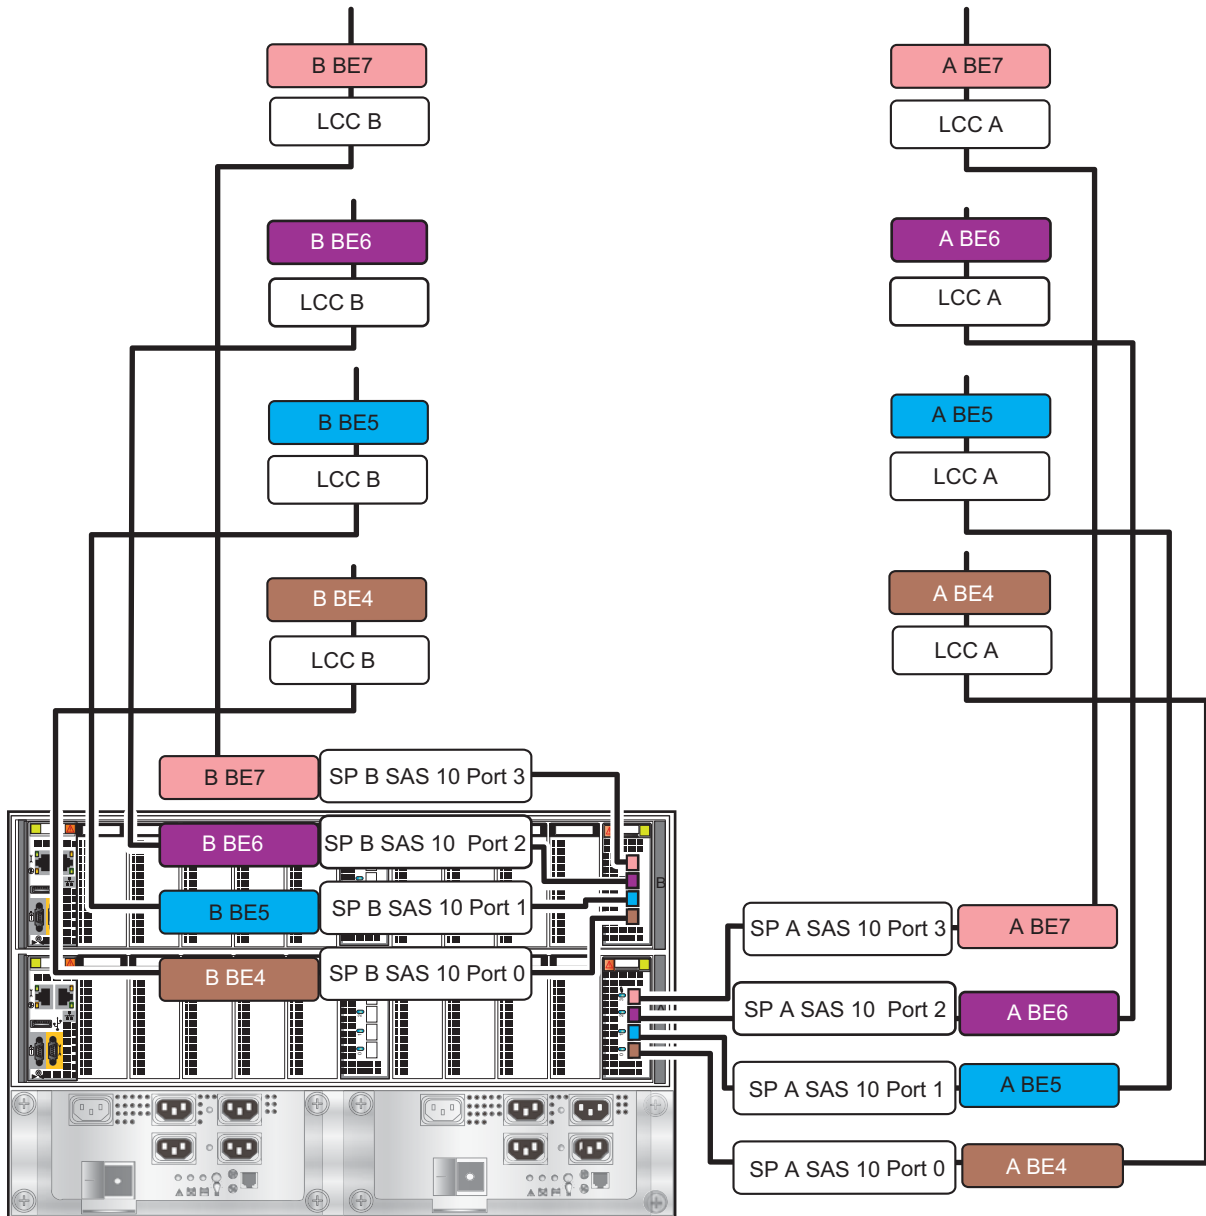 B BE7
LCC B
B BE6
LCC B
B BE5
LCC B
B BE4
LCC B
A BE7
LCC A
A BE6
LCC A
A BE5
LCC A
A BE4
LCC A
B BE7 SP B SAS 10 Port 3
B BE6 SP B SAS 10 Port 2
B BE5 SP B SAS 10 Port 1
B BE4 SP B SAS 10 Port 0
B
A
SP A SAS 10 Port 3 A BE7
SP A SAS 10 Port 2 A BE6
SP A SAS 10 Port 1 A BE5
SP A SAS 10 Port 0 A BE4